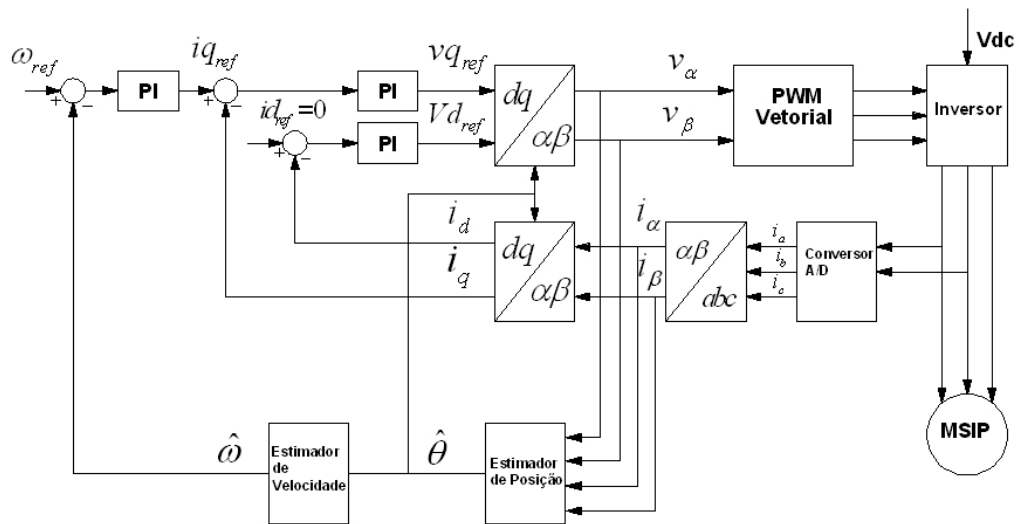 ω_ref
+
−
PI
iq_ref
+
−
PI
vq_ref
id_ref=0
+
−
PI
Vd_ref
dq
αβ
v_α
v_β
PWM
Vetorial
Vdc
Inversor
i_d
i_q
dq
αβ
i_α
i_β
αβ
abc
i_a
i_b
i_c
Conversor
A/D
MSIP
ω̂
Estimador
de
Velocidade
θ̂
Estimador
de Posição